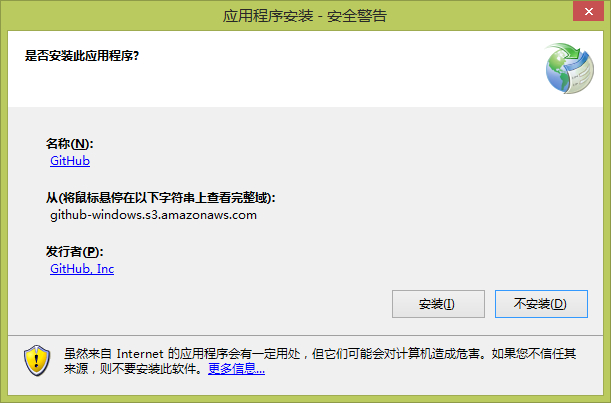 应用程序安装 - 安全警告
是否安装此应用程序?
名称(N):
GitHub
从(将鼠标悬停在以下字符串上查看完整域):
github-windows.s3.amazonaws.com
发行者(P):
GitHub, Inc
安装(I) 不安装(D)
虽然来自 Internet 的应用程序会有一定用处，但它们可能会对计算机造成危害。如果您不信任其
来源，则不要安装此软件。更多信息...